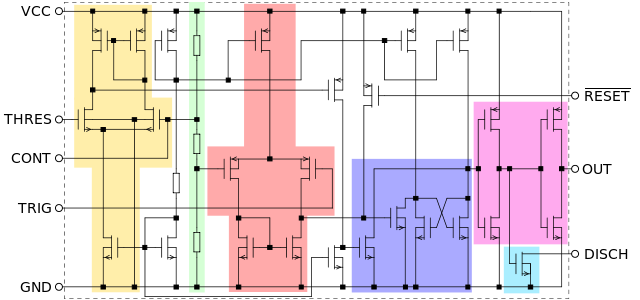 VCC
RESET
THRES
CONT
OUT
TRIG
DISCH
GND